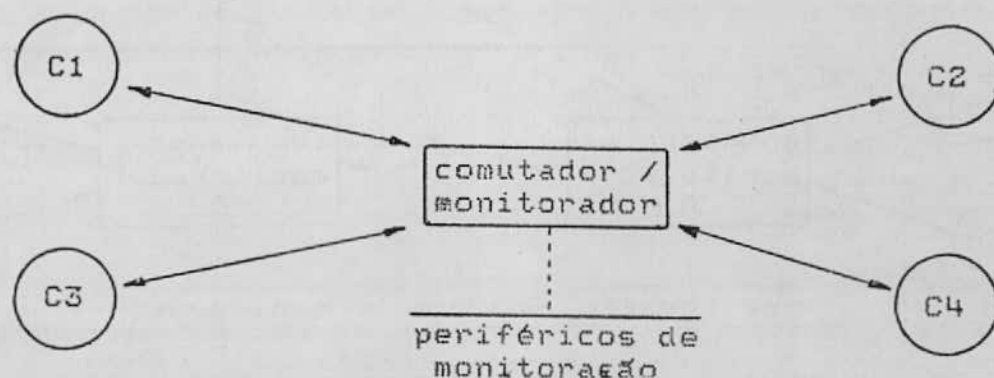 C1
C2
comutador /
monitorador
C3
C4
periféricos de
monitoração